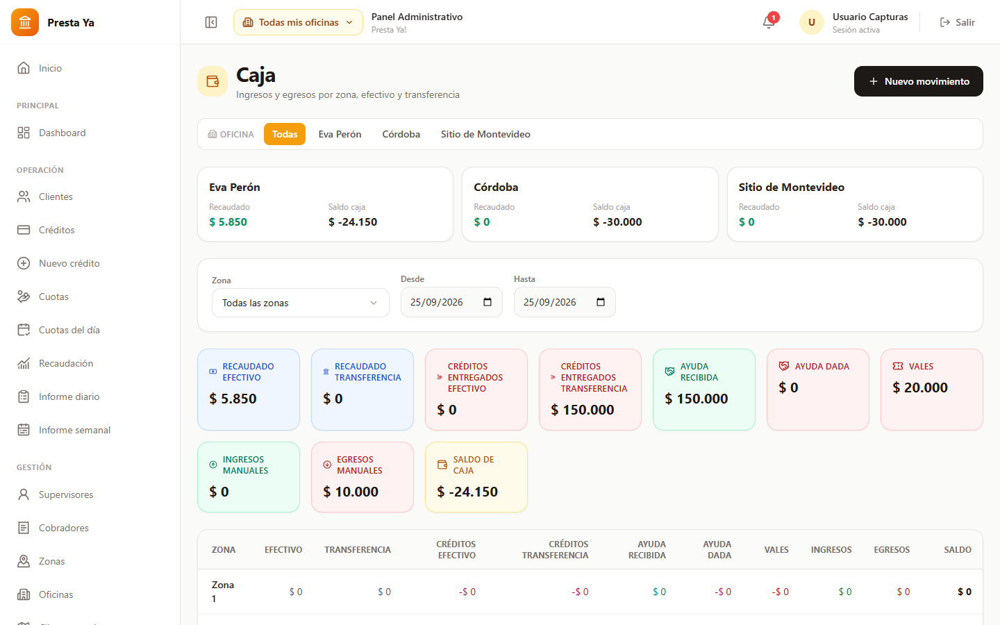 Presta Ya
Todas mis oficinas
Panel Administrativo
Presta Ya!
1
U
Usuario Capturas
Sesión activa
Salir
Inicio
PRINCIPAL
Dashboard
OPERACIÓN
Clientes
Créditos
Nuevo crédito
Cuotas
Cuotas del día
Recaudación
Informe diario
Informe semanal
GESTIÓN
Supervisores
Cobradores
Zonas
Oficinas
Caja
Ingresos y egresos por zona, efectivo y transferencia
Nuevo movimiento
OFICINA
Todas
Eva Perón
Córdoba
Sitio de Montevideo
Eva Perón
Recaudado
Saldo caja
$ 5.850
$ -24.150
Córdoba
Recaudado
Saldo caja
$ 0
$ -30.000
Sitio de Montevideo
Recaudado
Saldo caja
$ 0
$ -30.000
Zona
Todas las zonas
Desde
25/09/2026
Hasta
25/09/2026
RECAUDADO
EFECTIVO
$ 5.850
RECAUDADO
TRANSFERENCIA
$ 0
CRÉDITOS
ENTREGADOS
EFECTIVO
$ 0
CRÉDITOS
ENTREGADOS
TRANSFERENCIA
$ 150.000
AYUDA
RECIBIDA
$ 150.000
AYUDA DADA
$ 0
VALES
$ 20.000
INGRESOS
MANUALES
$ 0
EGRESOS
MANUALES
$ 10.000
SALDO DE
CAJA
$ -24.150
ZONA
EFECTIVO
TRANSFERENCIA
CRÉDITOS
EFECTIVO
CRÉDITOS
TRANSFERENCIA
AYUDA
RECIBIDA
AYUDA
DADA
VALES
INGRESOS
EGRESOS
SALDO
Zona
1
$ 0
$ 0
-$ 0
-$ 0
$ 0
-$ 0
-$ 0
$ 0
$ 0
$ 0